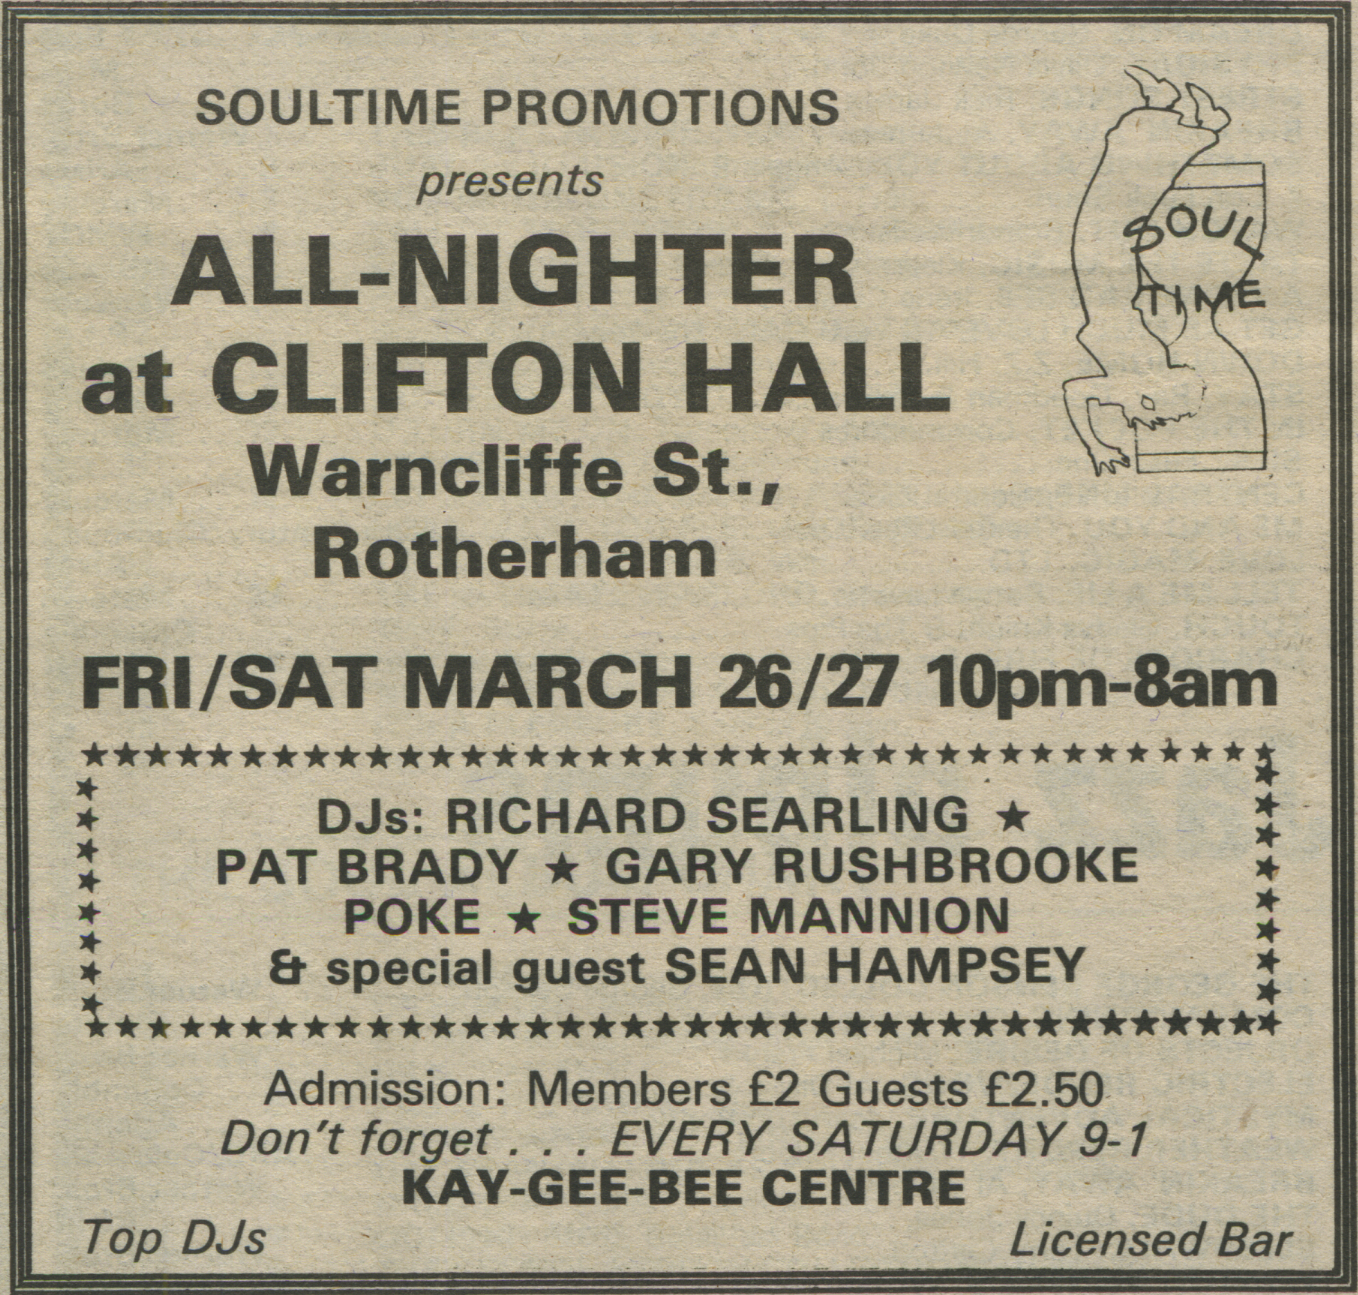 SOULTIME PROMOTIONS
presents
ALL-NIGHTER
at CLIFTON HALL
Warncliffe St.,
Rotherham
SOUL
TIME
FRI/SAT MARCH 26/27 10pm-8am
DJs: RICHARD SEARLING ★
PAT BRADY ★ GARY RUSHBROOKE
POKE ★ STEVE MANNION
& special guest SEAN HAMPSEY
Admission: Members £2 Guests £2.50
Don't forget . . . EVERY SATURDAY 9-1
KAY-GEE-BEE CENTRE
Top DJs
Licensed Bar